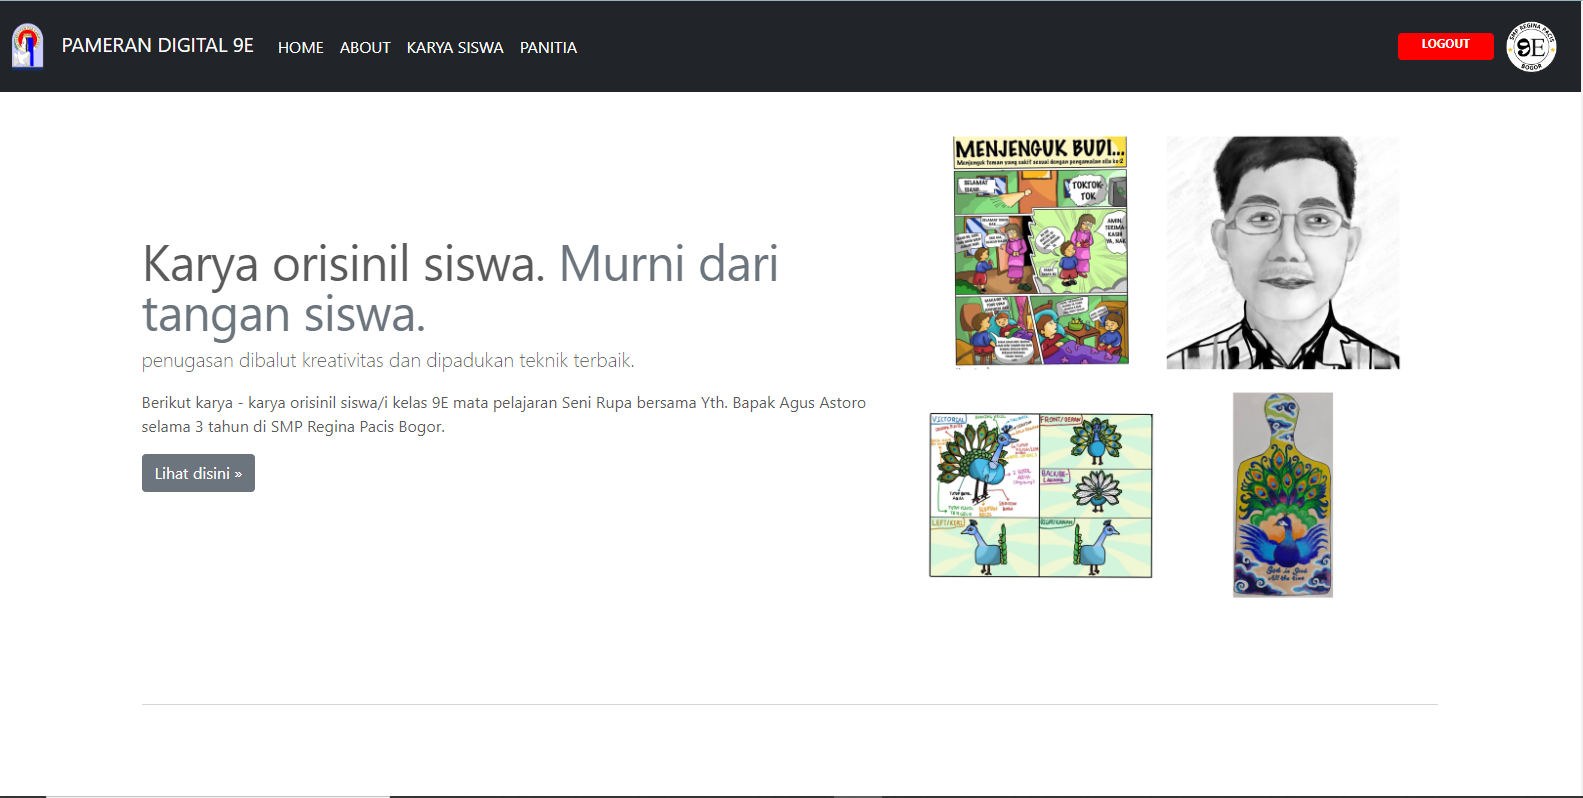 PAMERAN DIGITAL 9E
HOME
ABOUT
KARYA SISWA
PANITIA
LOGOUT
SMP REGINA PACIS
9E
BOGOR
Karya orisinil siswa. Murni dari
tangan siswa.
penugasan dibalut kreativitas dan dipadukan teknik terbaik.
Berikut karya - karya orisinil siswa/i kelas 9E mata pelajaran Seni Rupa bersama Yth. Bapak Agus Astoro
selama 3 tahun di SMP Regina Pacis Bogor.
Lihat disini »
MENJENGUK BUDI...
Menjenguk teman yang sakit sesuai dengan pengamalan sila ke-2
SELAMAT
TOKTOK-
TOK
AMIN,
TERIMA
KASIH
YA, NAK
VICTORIAL
FRONT/DEPAN
BACK/BE-
LAKANG
LEFT/KIRI
RIGHT/KANAN
God is Good
All the time